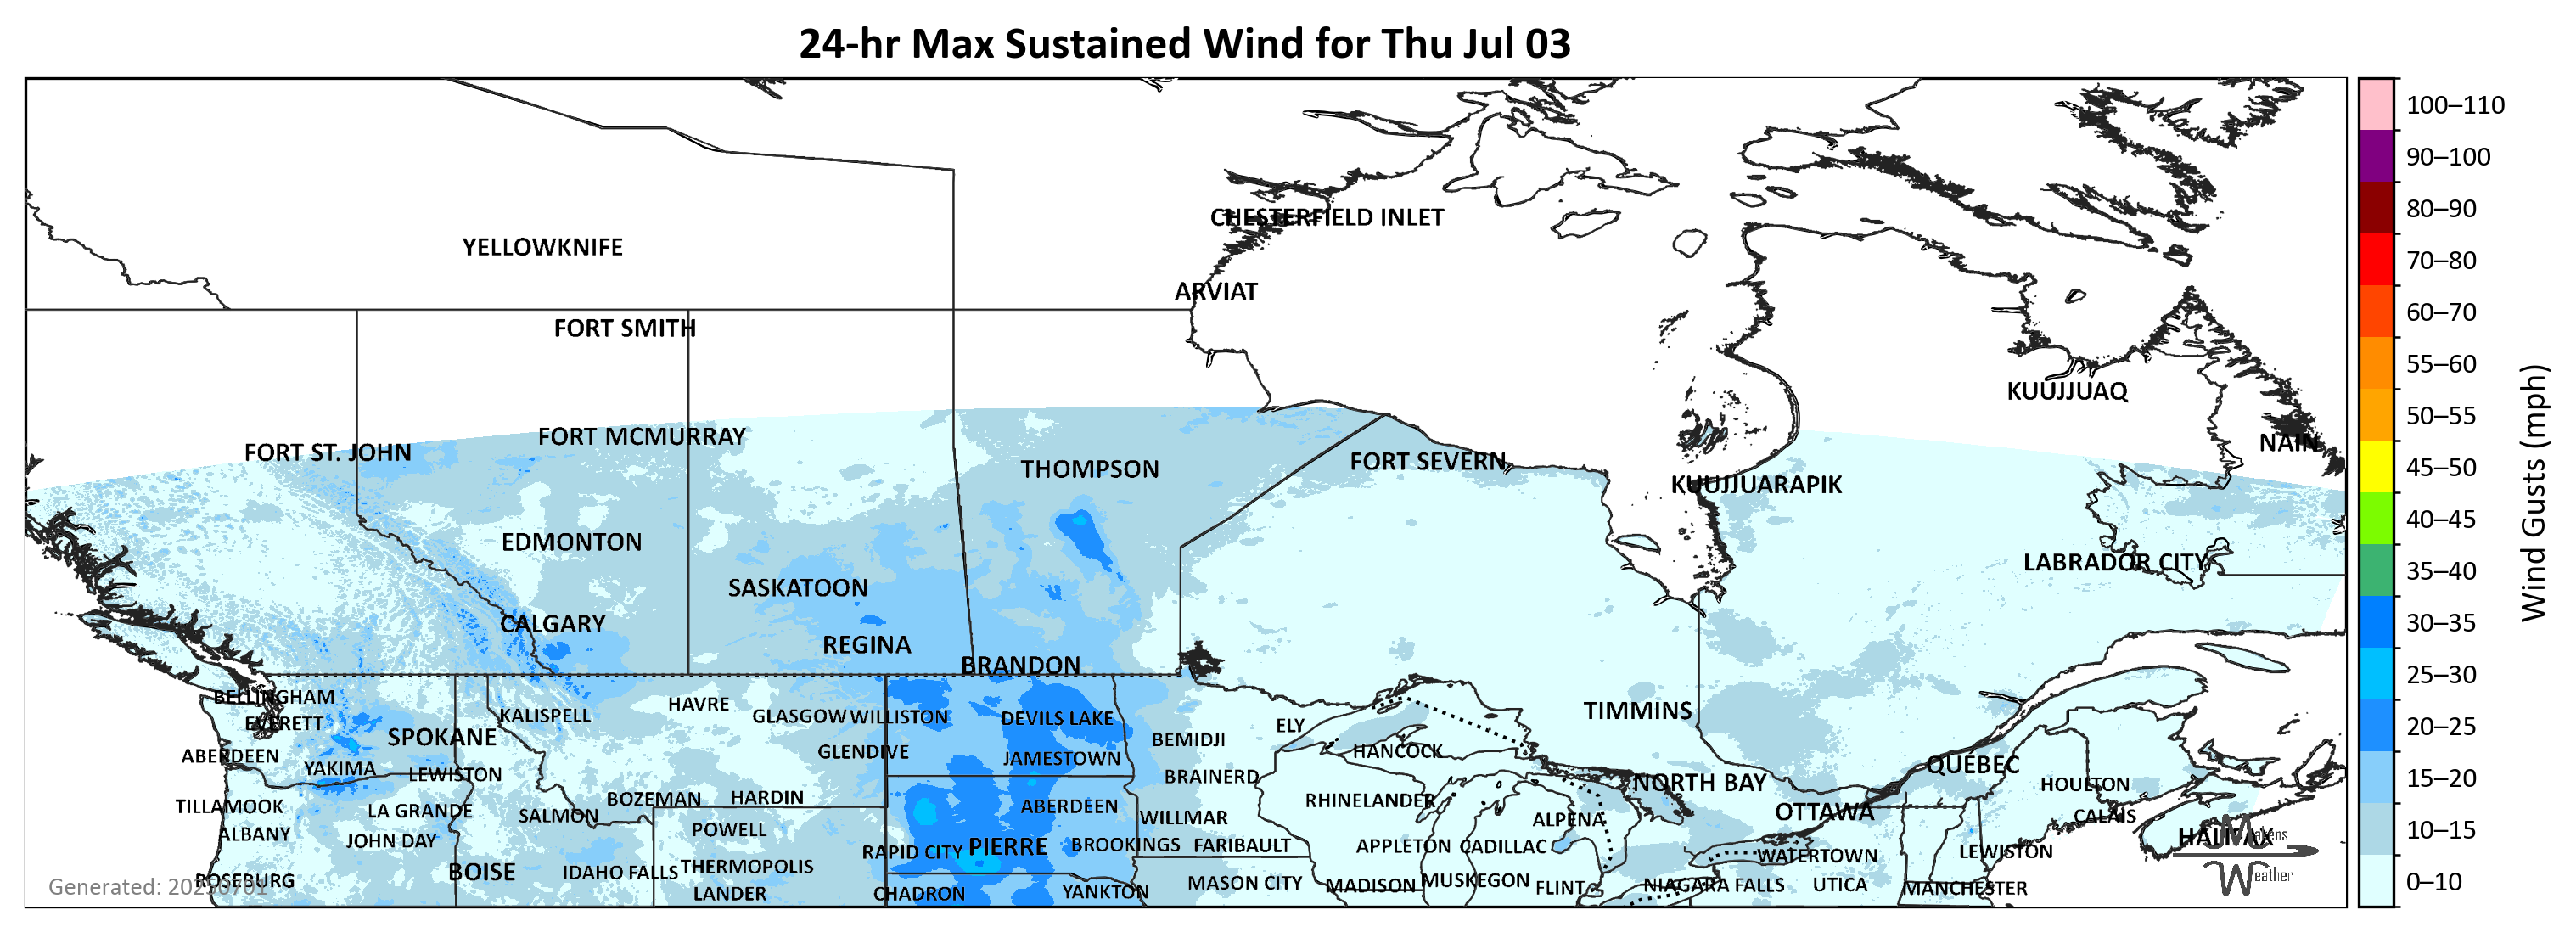 24-hr Max Sustained Wind for Thu Jul 03
100–110
90–100
80–90
70–80
60–70
55–60
50–55
45–50
40–45
35–40
30–35
25–30
20–25
15–20
10–15
0–10
Wind Gusts (mph)
CHESTERFIELD INLET
YELLOWKNIFE
ARVIAT
FORT SMITH
KUUJJUAQ
FORT MCMURRAY
NAIN
FORT ST. JOHN
FORT SEVERN
THOMPSON
KUUJJUARAPIK
EDMONTON
LABRADOR CITY
SASKATOON
CALGARY
REGINA
BRANDON
BELLINGHAM
HAVRE
TIMMINS
KALISPELL
GLASGOW
WILLISTON
DEVILS LAKE
EVERETT
ELY
SPOKANE
BEMIDJI
HANCOCK
GLENDIVE
ABERDEEN
JAMESTOWN
QUÉBEC
YAKIMA
LEWISTON
BRAINERD
NORTH BAY
HOULTON
BOZEMAN
HARDIN
RHINELANDER
TILLAMOOK
ABERDEEN
LA GRANDE
SALMON
WILLMAR
ALPENA
OTTAWA
CALAIS
POWELL
ALBANY
HALIFAX
JOHN DAY
PIERRE
BROOKINGS
FARIBAULT
APPLETON
CADILLAC
RAPID CITY
LEWISTON
WATERTOWN
THERMOPOLIS
IDAHO FALLS
BOISE
ROSEBURG
MUSKEGON
MASON CITY
MADISON
NIAGARA FALLS
UTICA
FLINT
MANCHESTER
LANDER
CHADRON
YANKTON
Generated: 20250701
Weather